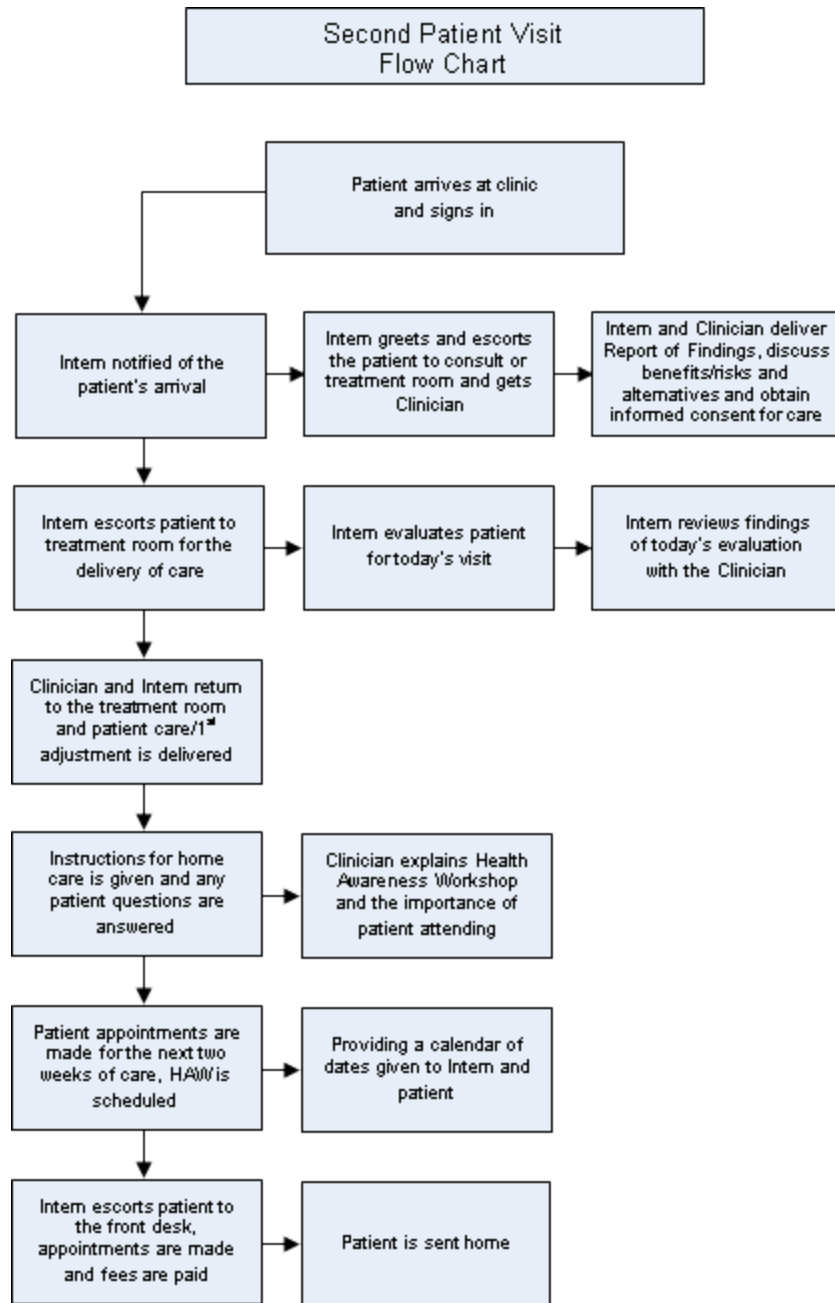 Second Patient Visit
Flow Chart
Patient arrives at clinic
and signs in
Intern notified of the
patient's arrival
Intern greets and escorts
the patient to consult or
treatment room and gets
Clinician
Intern and Clinician deliver
Report of Findings, discuss
benefits/risks and
alternatives and obtain
informed consent for care
Intern escorts patient to
treatment room for the
delivery of care
Intern evaluates patient
for today's visit
Intern reviews findings
of today's evaluation
with the Clinician
Clinician and Intern return
to the treatment room
and patient care/1st
adjustment is delivered
Instructions for home
care is given and any
patient questions are
answered
Clinician explains Health
Awareness Workshop
and the importance of
patient attending
Patient appointments are
made for the next two
weeks of care, HAW is
scheduled
Providing a calendar of
dates given to Intern and
patient
Intern escorts patient to
the front desk,
appointments are made
and fees are paid
Patient is sent home